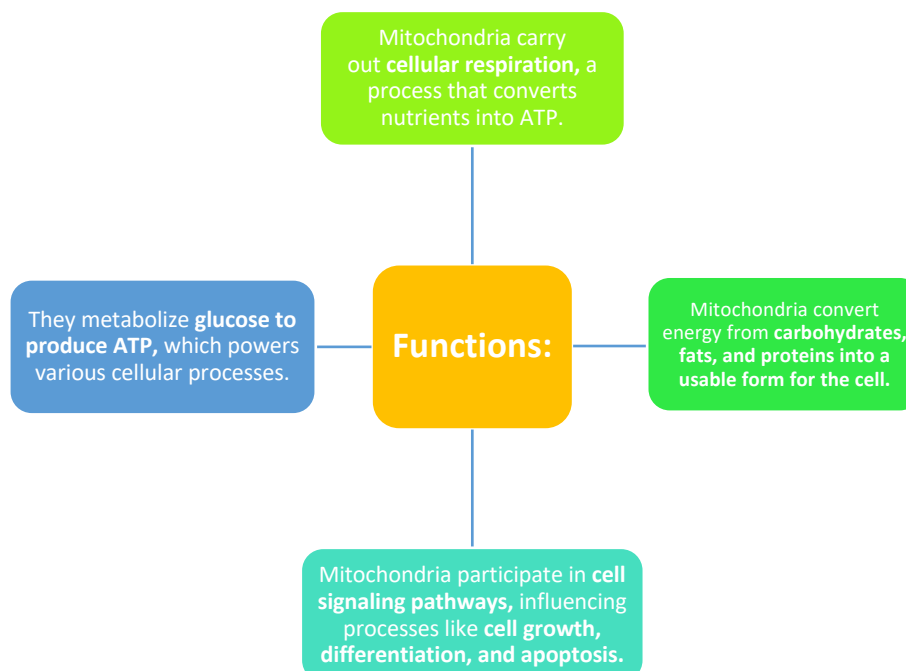 Mitochondria carry
out cellular respiration, a
process that converts
nutrients into ATP.
They metabolize glucose to
produce ATP, which powers
various cellular processes.
Functions:
Mitochondria convert
energy from carbohydrates,
fats, and proteins into a
usable form for the cell.
Mitochondria participate in cell
signaling pathways, influencing
processes like cell growth,
differentiation, and apoptosis.